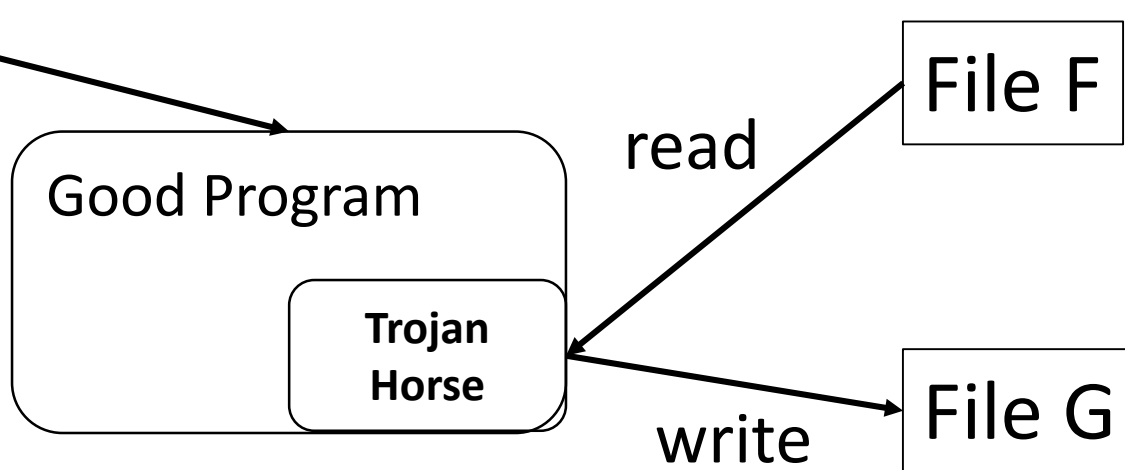 File F
read
Good Program
Trojan
Horse
File G
write